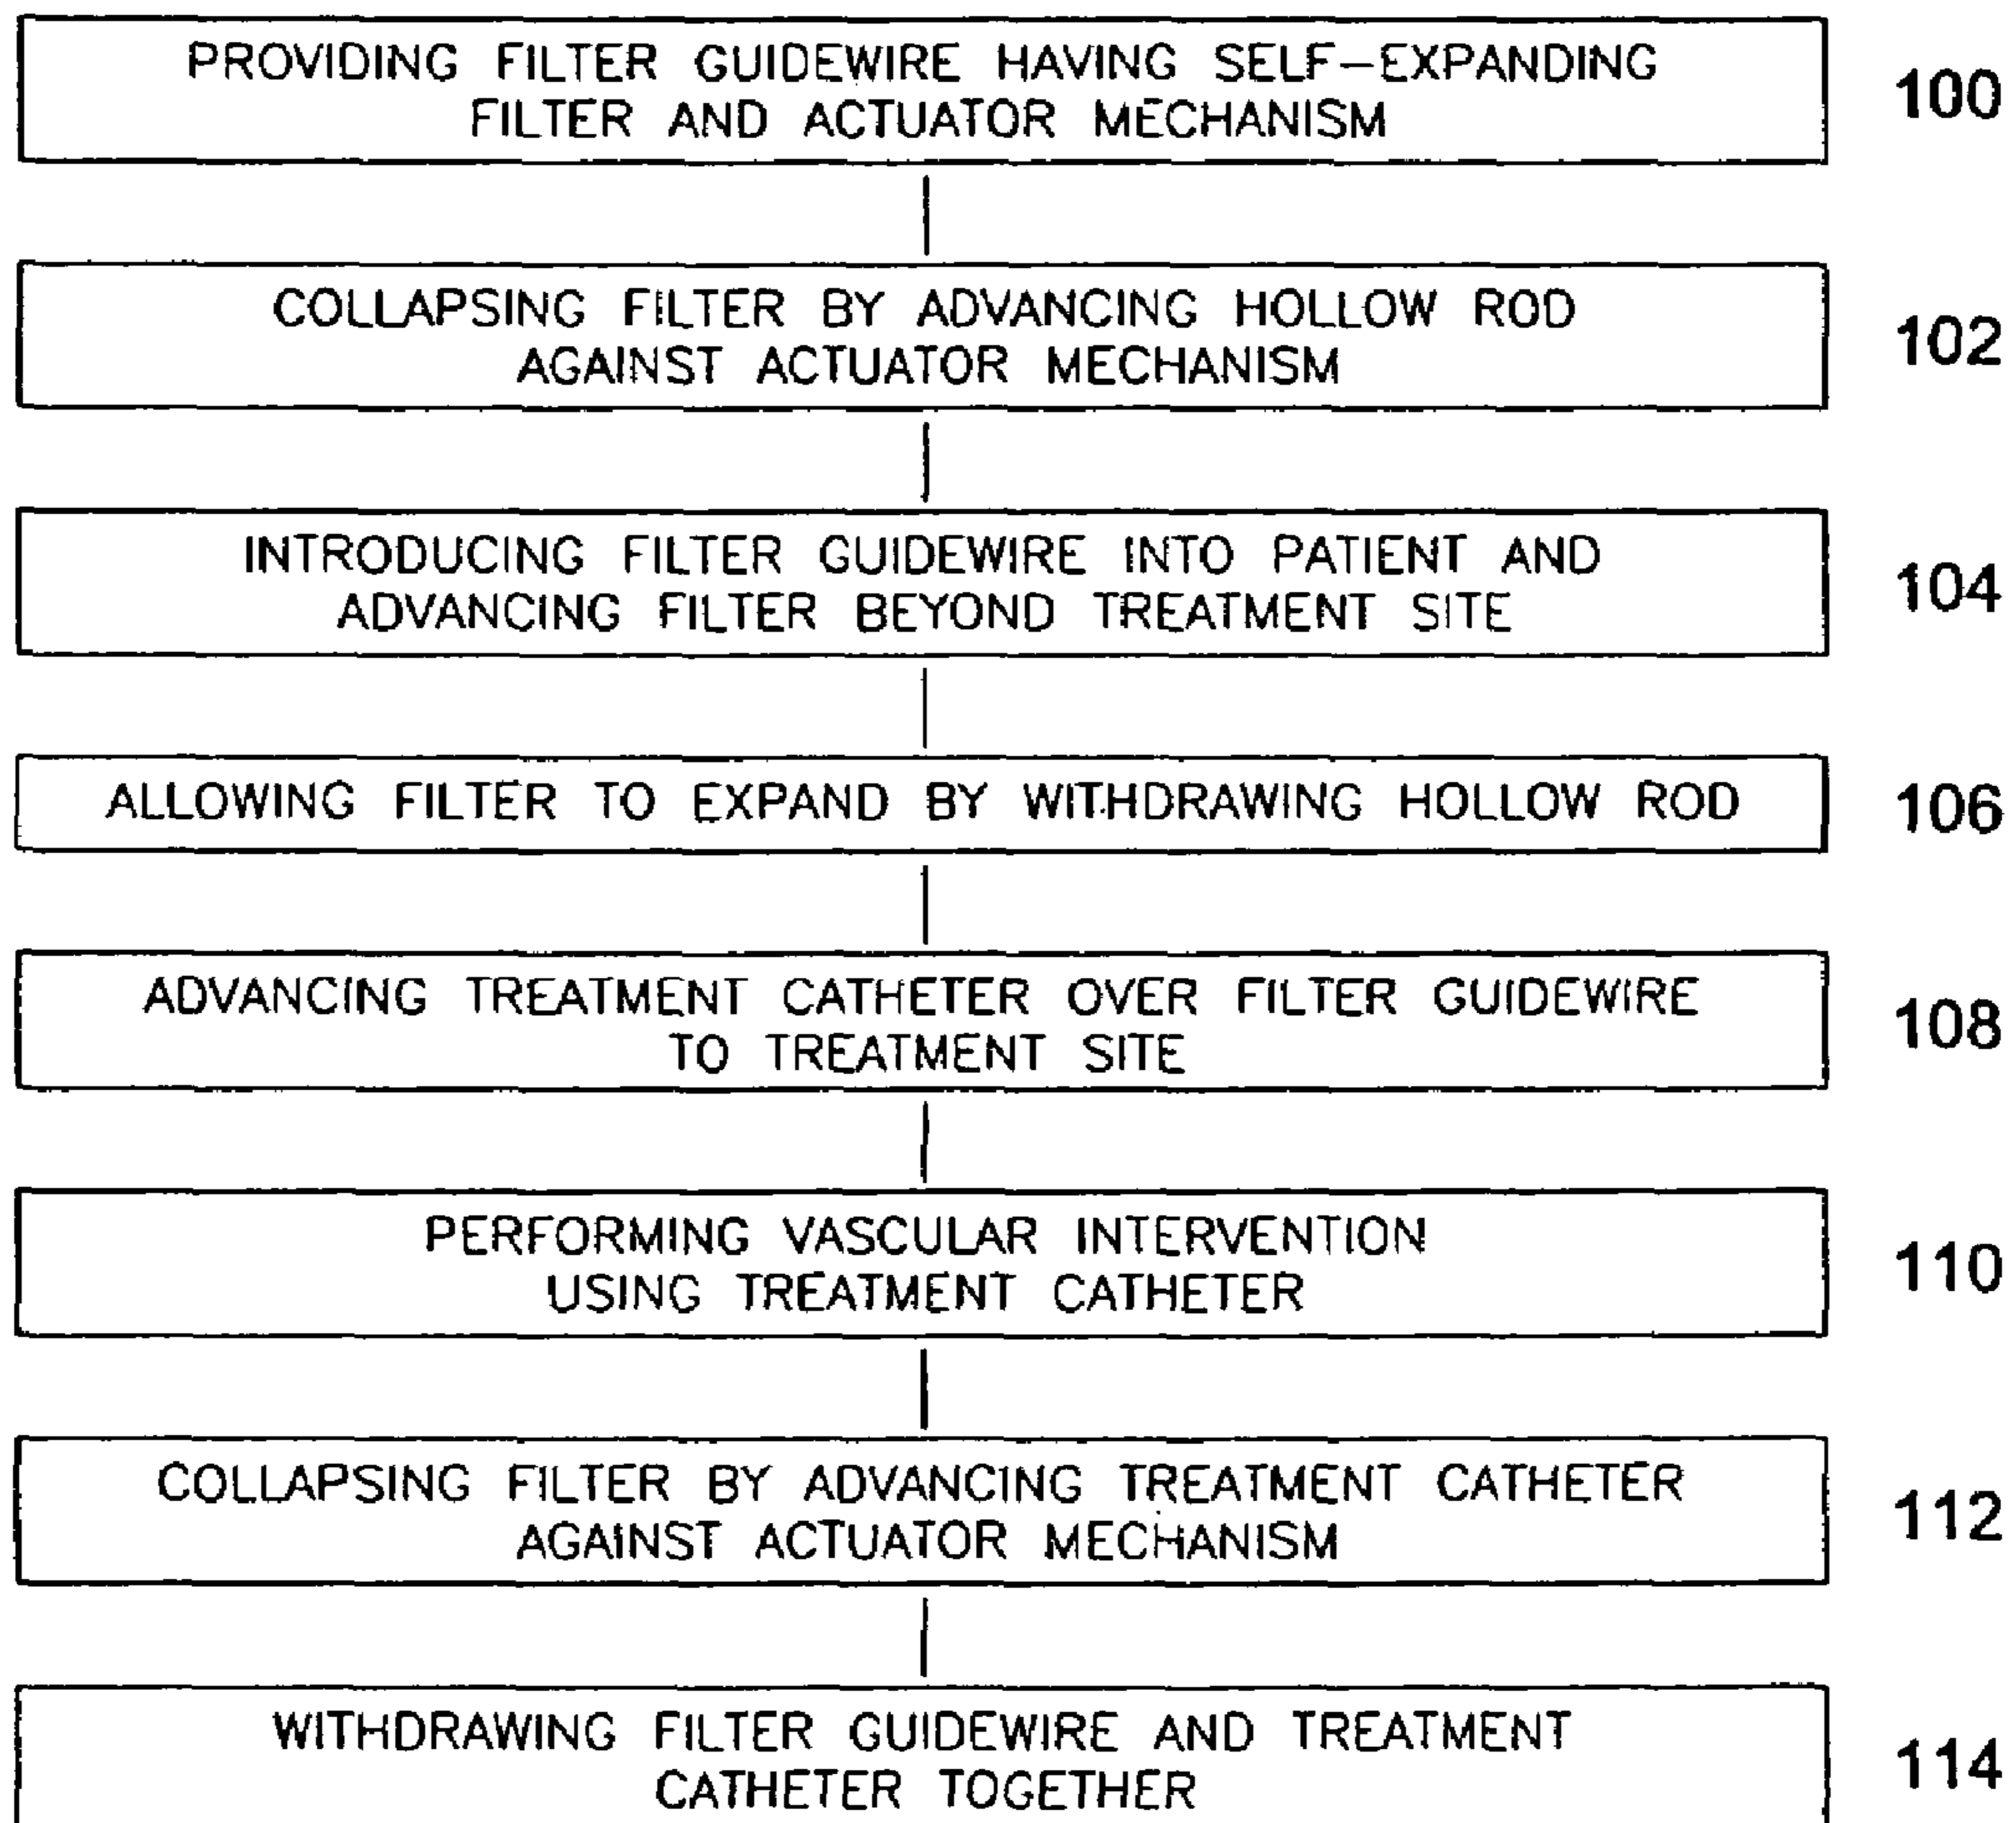 PROVIDING FILTER GUIDEWIRE HAVING SELF-EXPANDING
FILTER AND ACTUATOR MECHANISM
100
COLLAPSING FILTER BY ADVANCING HOLLOW ROD
AGAINST ACTUATOR MECHANISM
102
INTRODUCING FILTER GUIDEWIRE INTO PATIENT AND
ADVANCING FILTER BEYOND TREATMENT SITE
104
ALLOWING FILTER TO EXPAND BY WITHDRAWING HOLLOW ROD
106
ADVANCING TREATMENT CATHETER OVER FILTER GUIDEWIRE
TO TREATMENT SITE
108
PERFORMING VASCULAR INTERVENTION
USING TREATMENT CATHETER
110
COLLAPSING FILTER BY ADVANCING TREATMENT CATHETER
AGAINST ACTUATOR MECHANISM
112
WITHDRAWING FILTER GUIDEWIRE AND TREATMENT
CATHETER TOGETHER
114